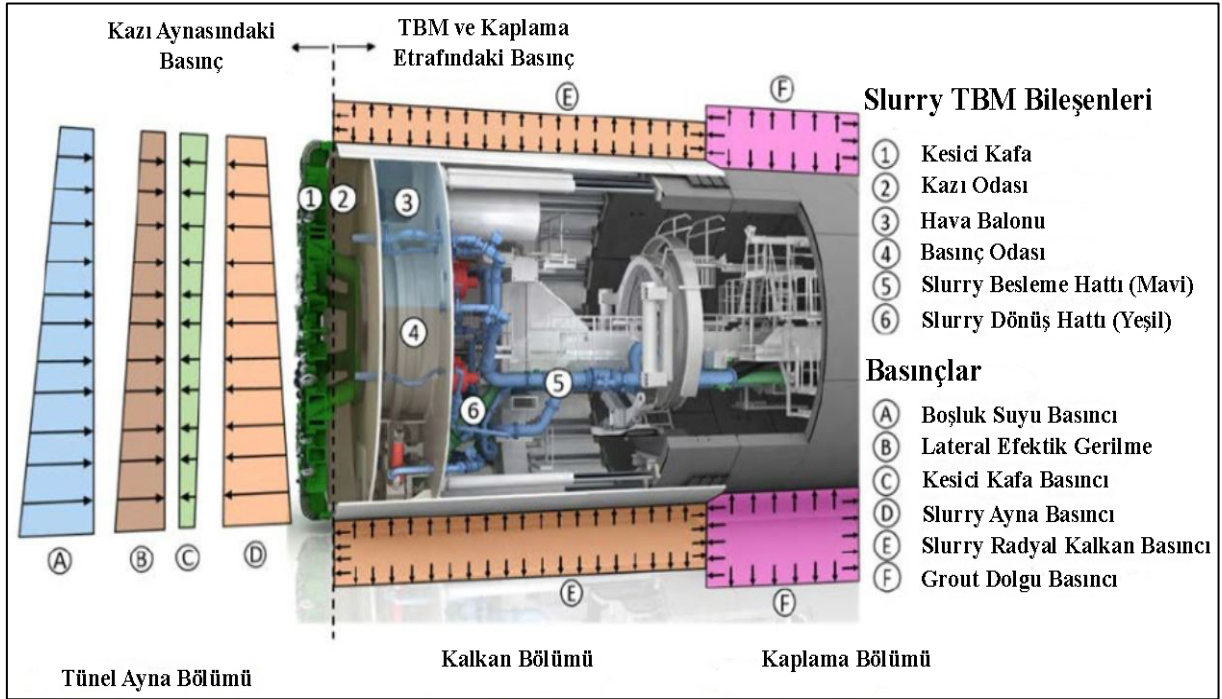 Kazı Aynasındaki
Basınç
TBM ve Kaplama
Etrafındaki Basınç
E
F
1
2
3
4
5
6
A
B
C
D
E
F
Slurry TBM Bileşenleri
1 Kesici Kafa
2 Kazı Odası
3 Hava Balonu
4 Basınç Odası
5 Slurry Besleme Hattı (Mavi)
6 Slurry Dönüş Hattı (Yeşil)
Basınçlar
A Boşluk Suyu Basıncı
B Lateral Efektik Gerilme
C Kesici Kafa Basıncı
D Slurry Ayna Basıncı
E Slurry Radyal Kalkan Basıncı
F Grout Dolgu Basıncı
Tünel Ayna Bölümü
Kalkan Bölümü
Kaplama Bölümü